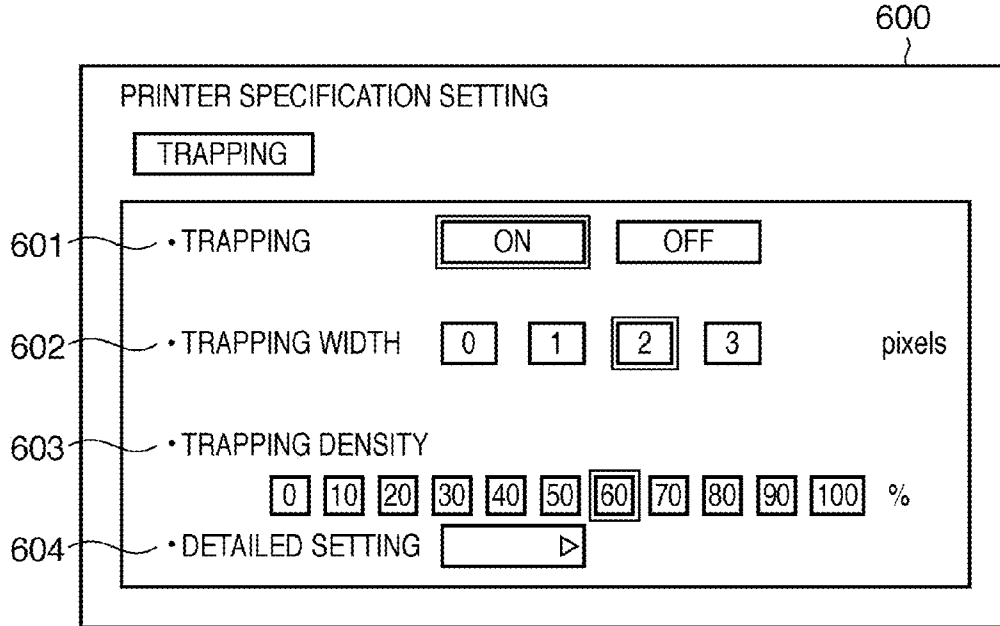 600
PRINTER SPECIFICATION SETTING
TRAPPING
601 • TRAPPING ON OFF
602 • TRAPPING WIDTH 0 1 2 3 pixels
603 • TRAPPING DENSITY
0 10 20 30 40 50 60 70 80 90 100 %
604 • DETAILED SETTING